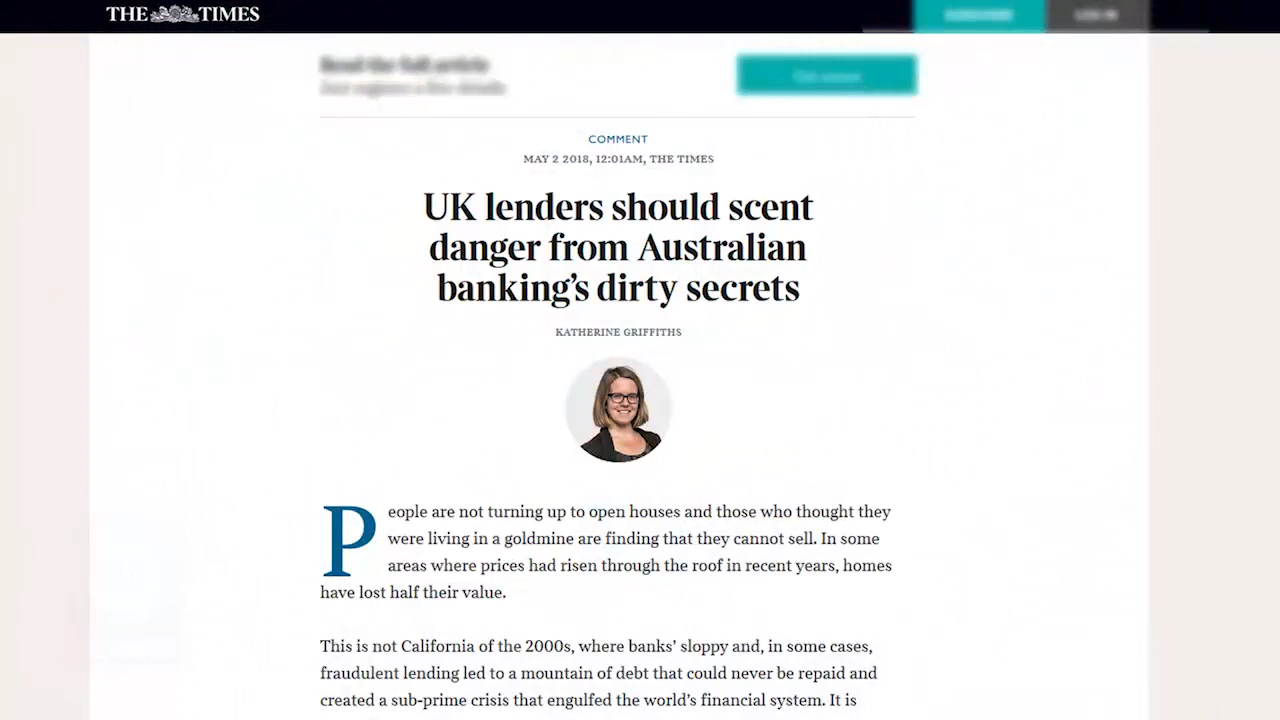 THE TIMES
COMMENT
MAY 2 2018, 12:01AM, THE TIMES
UK lenders should scent
danger from Australian
banking's dirty secrets
KATHERINE GRIFFITHS
People are not turning up to open houses and those who thought they
were living in a goldmine are finding that they cannot sell. In some
areas where prices had risen through the roof in recent years, homes
have lost half their value.
This is not California of the 2000s, where banks' sloppy and, in some cases,
fraudulent lending led to a mountain of debt that could never be repaid and
created a sub-prime crisis that engulfed the world's financial system. It is